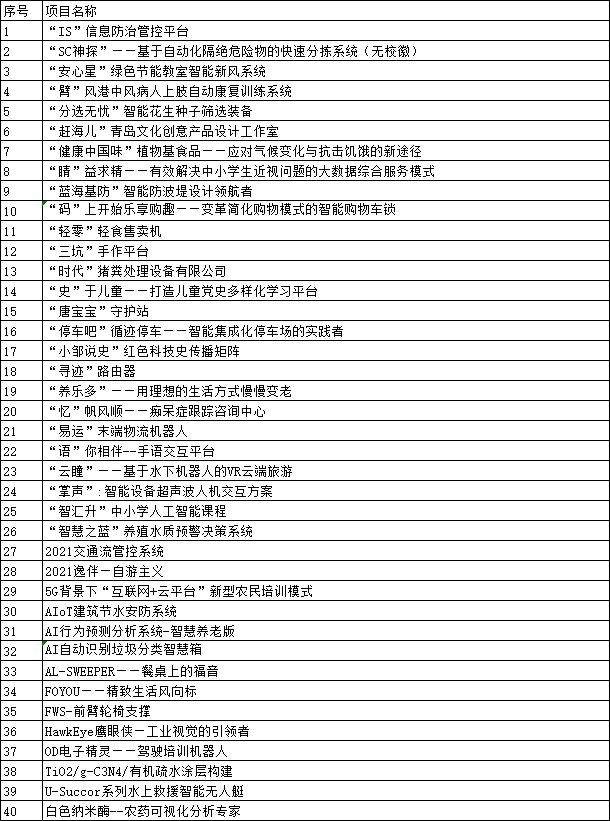 序号 项目名称
1 “IS”信息防治管控平台
2 “SC神探”——基于自动化隔绝危险物的快速分拣系统（无校徽）
3 “安心星”绿色节能教室智能新风系统
4 “臂”风港中风病人上肢自动康复训练系统
5 “分选无忧”智能花生种子筛选装备
6 “赶海儿”青岛文化创意产品设计工作室
7 “健康中国味”植物基食品——应对气候变化与抗击饥饿的新途径
8 “睛”益求精——有效解决中小学生近视问题的大数据综合服务模式
9 “蓝海基防”智能防波堤设计领航者
10 “码”上开始乐享购趣——变革简化购物模式的智能购物车锁
11 “轻零”轻食售卖机
12 “三坑”手作平台
13 “时代”猪粪处理设备有限公司
14 “史”于儿童——打造儿童党史多样化学习平台
15 “唐宝宝”守护站
16 “停车吧”循迹停车——智能集成化停车场的实践者
17 “小邹说史”红色科技史传播矩阵
18 “寻迹”路由器
19 “养乐多”——用理想的生活方式慢慢变老
20 “忆”帆风顺——痴呆症跟踪咨询中心
21 “易运”末端物流机器人
22 “语”你相伴--手语交互平台
23 “云瞳”——基于水下机器人的VR云端旅游
24 “掌声”:智能设备超声波人机交互方案
25 “智汇升”中小学人工智能课程
26 “智慧之蓝”养殖水质预警决策系统
27 2021交通流管控系统
28 2021逸伴—自游主义
29 5G背景下“互联网+云平台”新型农民培训模式
30 AIoT建筑节水安防系统
31 AI行为预测分析系统-智慧养老版
32 AI自动识别垃圾分类智慧箱
33 AL-SWEEPER——餐桌上的福音
34 FOYOU——精致生活风向标
35 FWS-前臂轮椅支撑
36 HawkEye鹰眼侠—工业视觉的引领者
37 OD电子精灵——驾驶培训机器人
38 TiO2/g-C3N4/有机疏水涂层构建
39 U-Succor系列水上救援智能无人艇
40 白色纳米酶--农药可视化分析专家